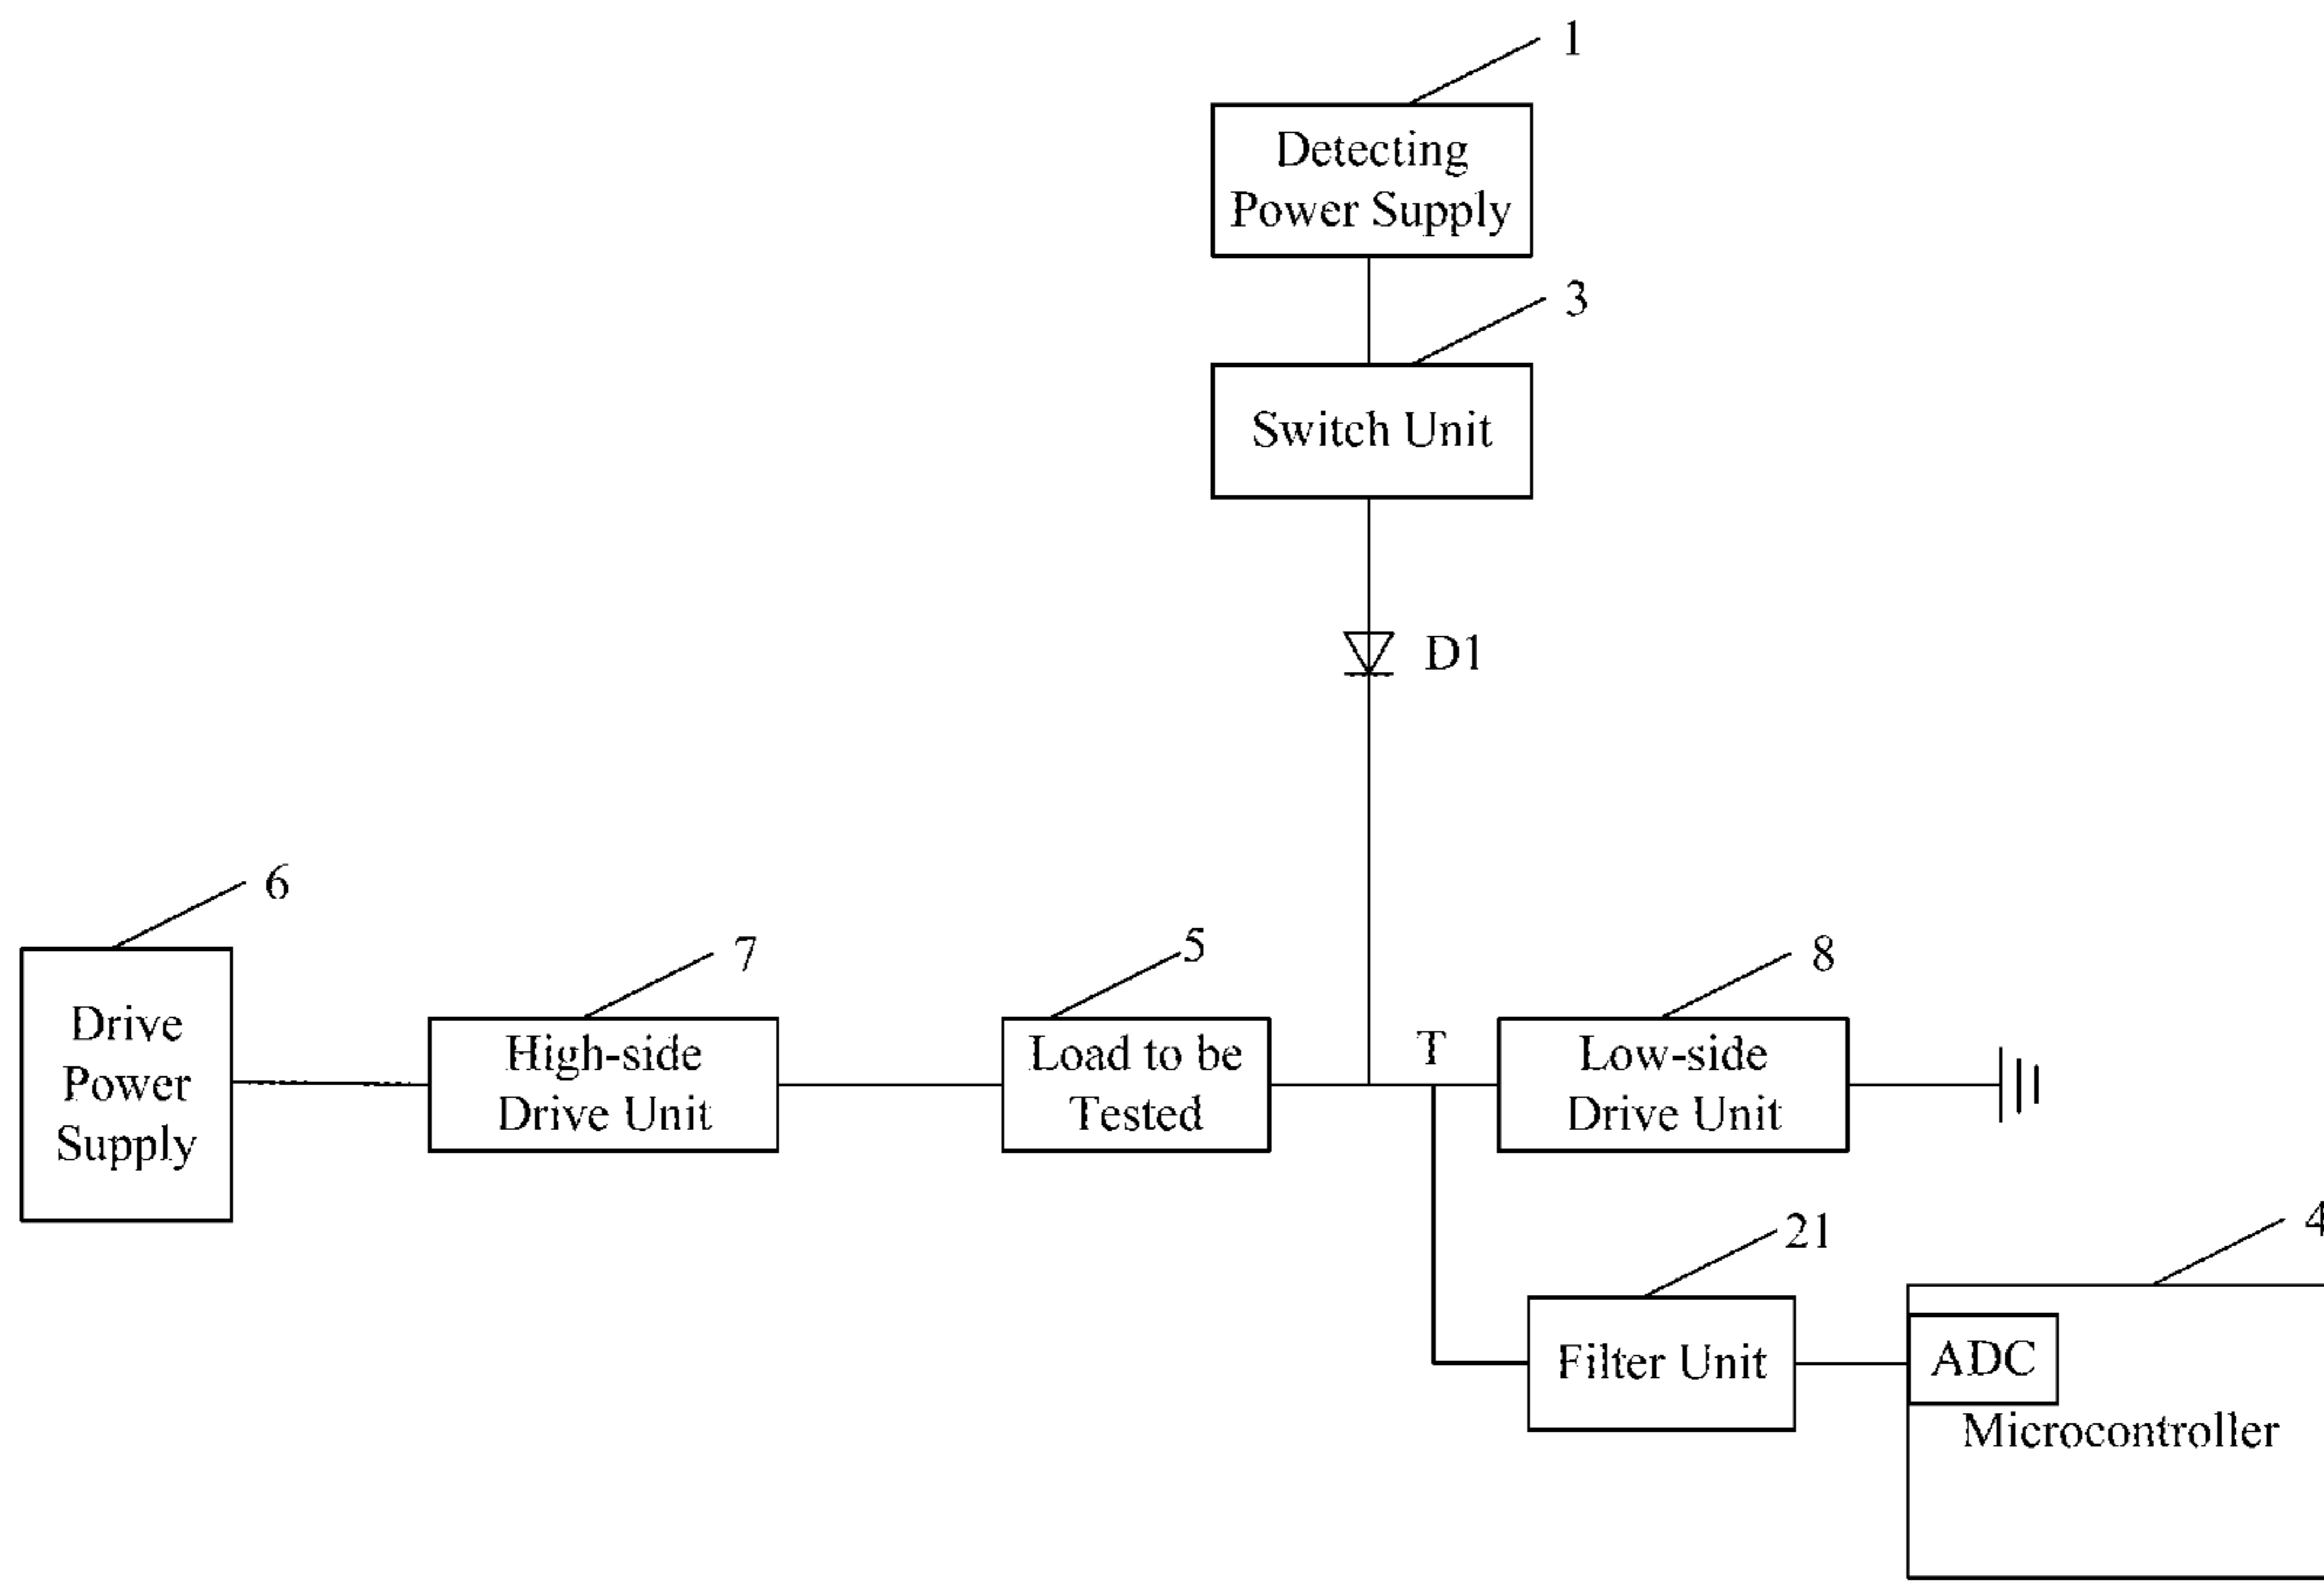 1
Detecting
Power Supply
3
Switch Unit
D1
6
Drive
Power
Supply
7
High-side
Drive Unit
5
Load to be
Tested
T
8
Low-side
Drive Unit
21
Filter Unit
4
ADC
Microcontroller